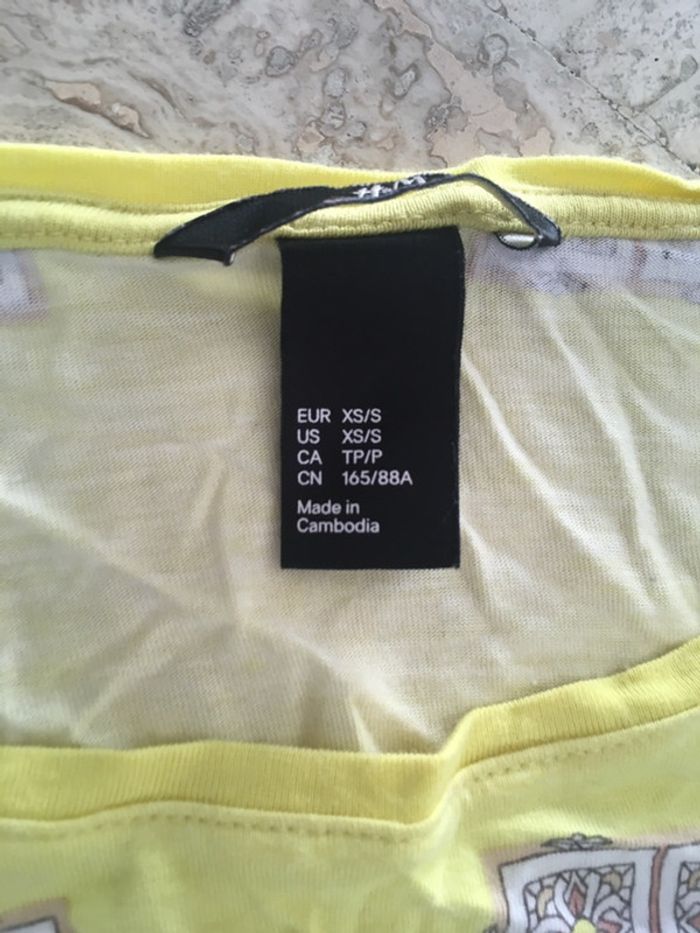 H&M
EUR XS/S
US XS/S
CA TP/P
CN 165/88A
Made in
Cambodia